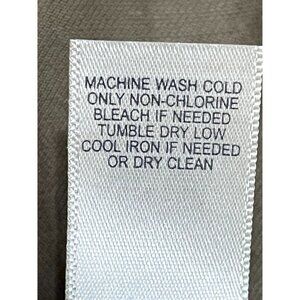 MACHINE WASH COLD
ONLY NON-CHLORINE
BLEACH IF NEEDED
TUMBLE DRY LOW
COOL IRON IF NEEDED
OR DRY CLEAN